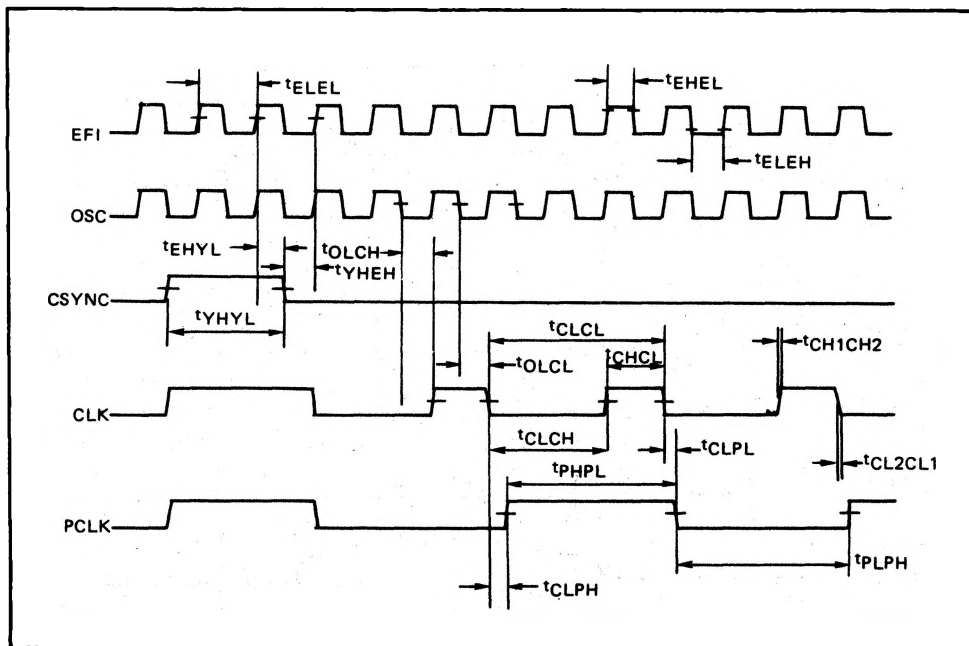 tELEL
tEHEL
EFI
tELEH
OSC
tEHYL
tOLCH
tYHEH
CSYNC
tYHYL
tCLCL
tCH1CH2
tOLCL
tCHCL
CLK
tCLCH
tCLPL
tPHPL
tCL2CL1
PCLK
tPLPH
tCLPH